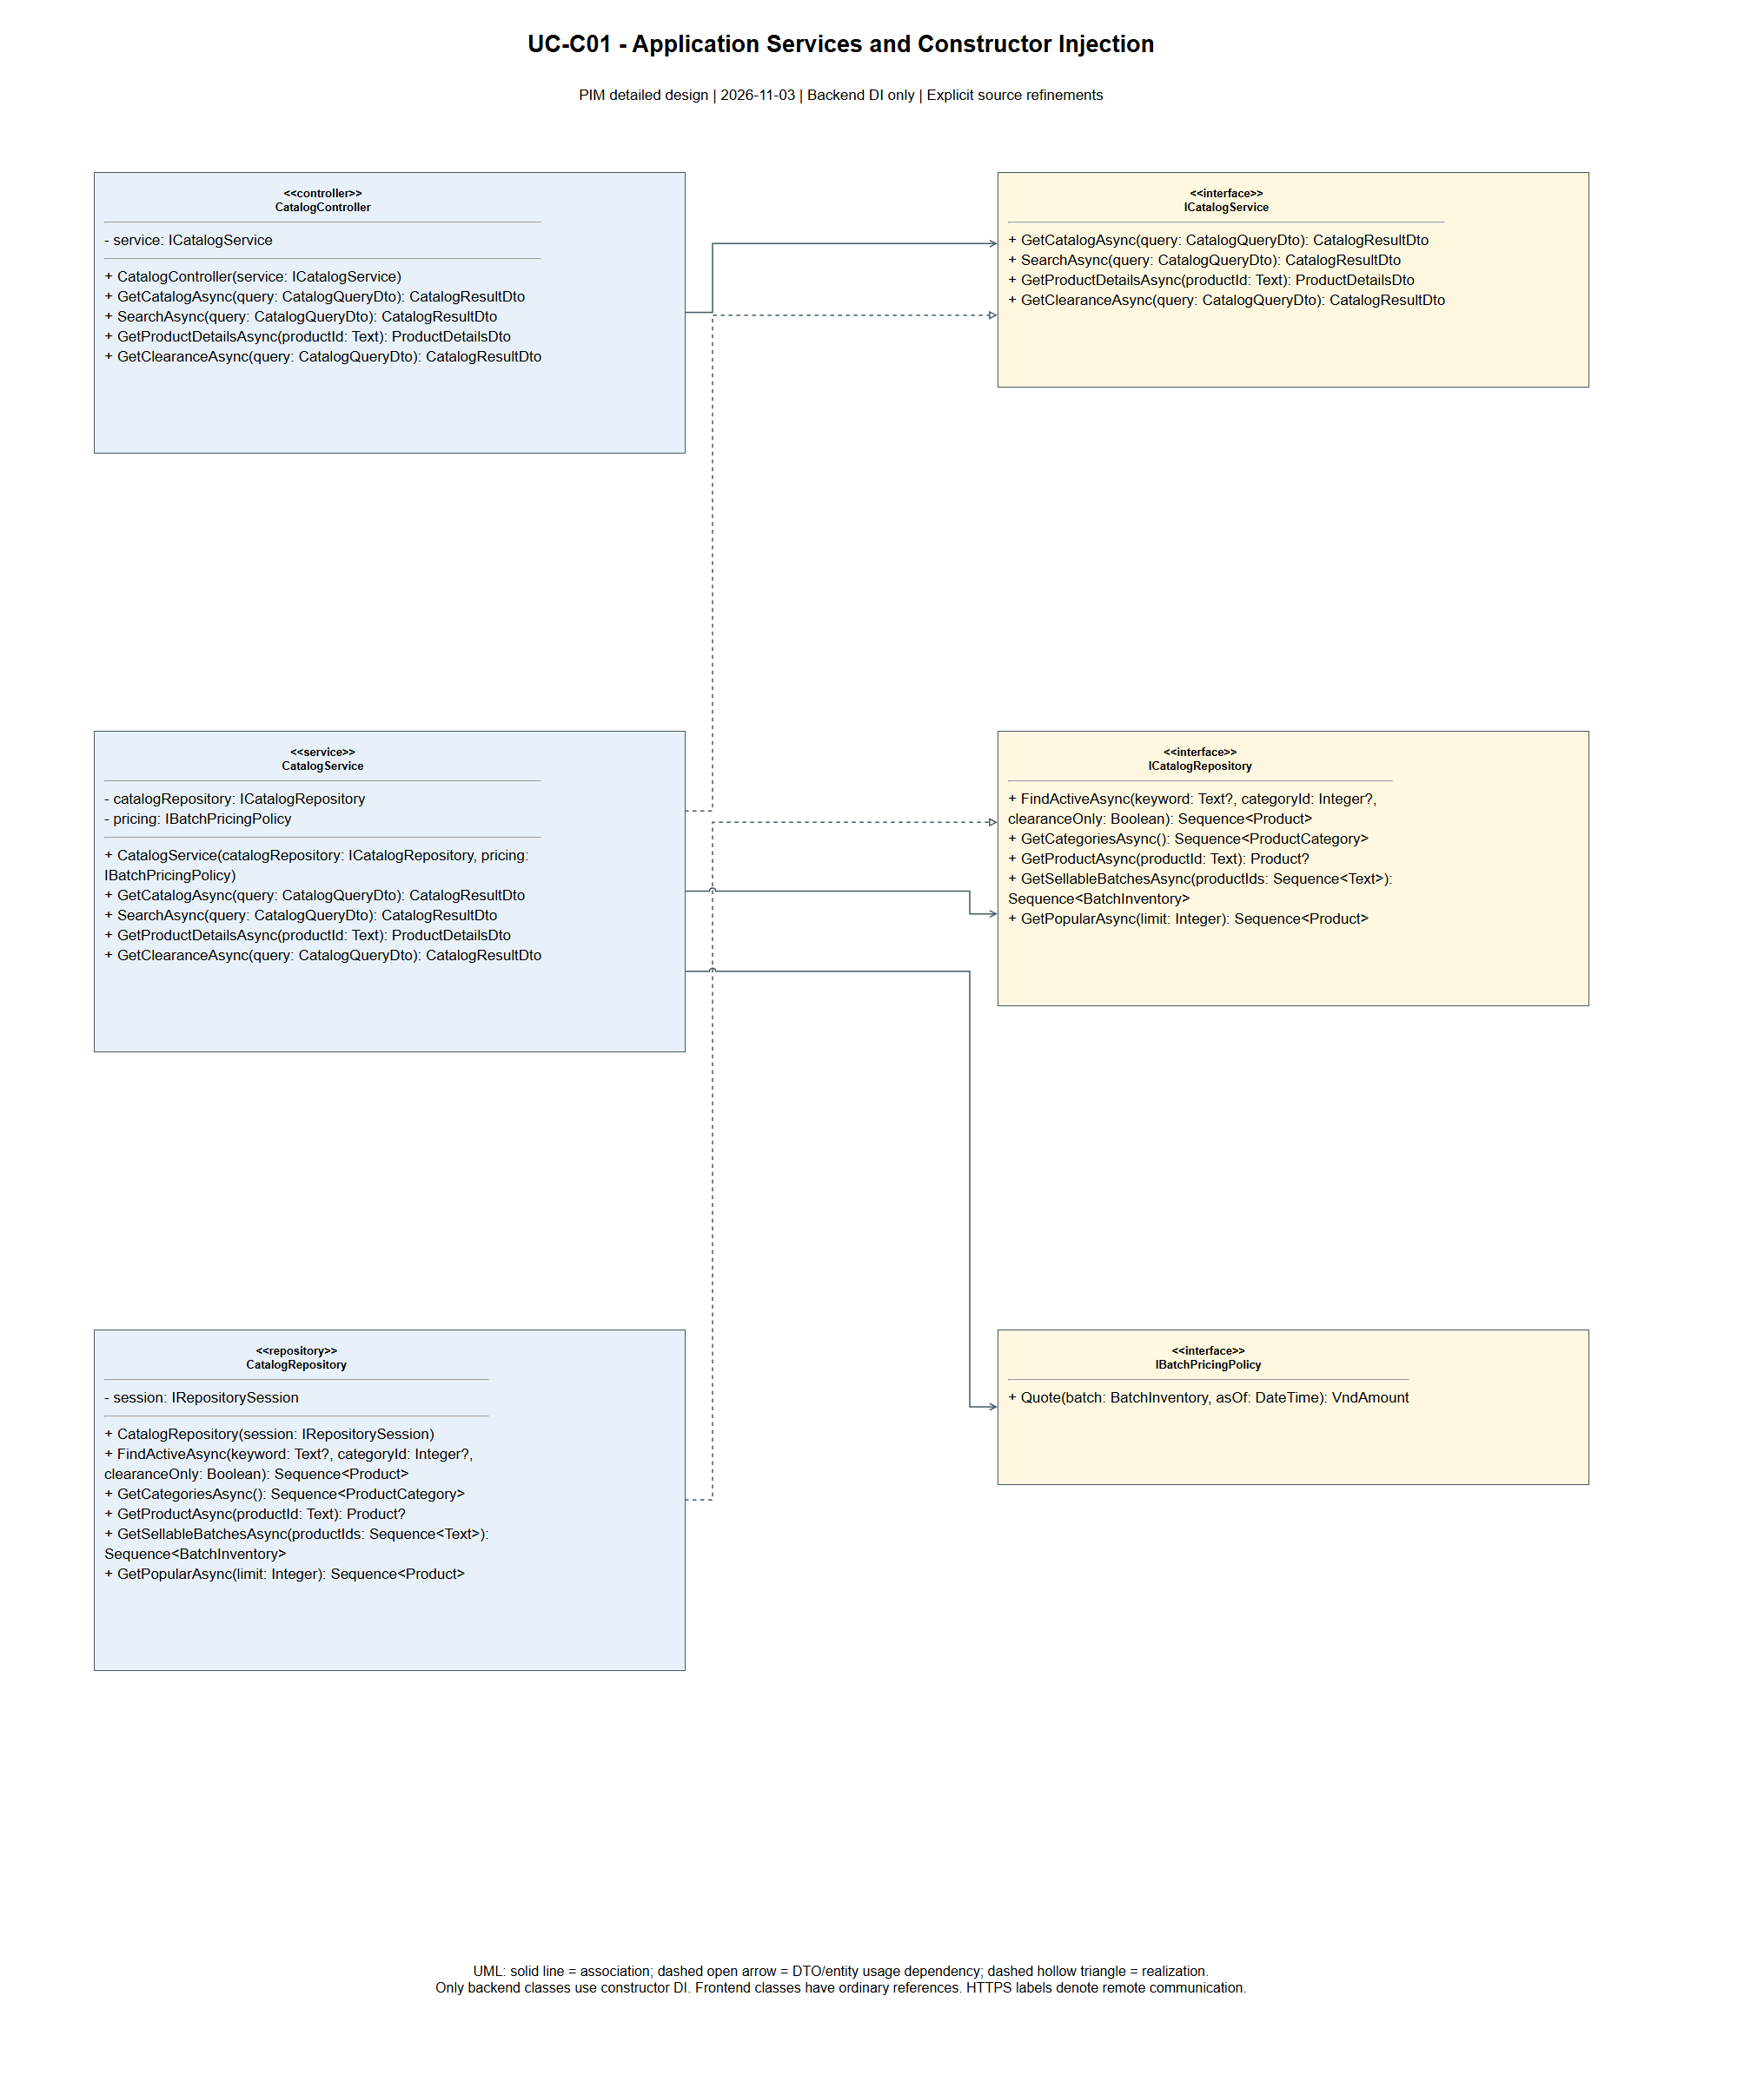 UC-C01 - Application Services and Constructor Injection
PIM detailed design | 2026-11-03 | Backend DI only | Explicit source refinements
<<controller>>
CatalogController
- service: ICatalogService
+ CatalogController(service: ICatalogService)
+ GetCatalogAsync(query: CatalogQueryDto): CatalogResultDto
+ SearchAsync(query: CatalogQueryDto): CatalogResultDto
+ GetProductDetailsAsync(productId: Text): ProductDetailsDto
+ GetClearanceAsync(query: CatalogQueryDto): CatalogResultDto
<<interface>>
ICatalogService
+ GetCatalogAsync(query: CatalogQueryDto): CatalogResultDto
+ SearchAsync(query: CatalogQueryDto): CatalogResultDto
+ GetProductDetailsAsync(productId: Text): ProductDetailsDto
+ GetClearanceAsync(query: CatalogQueryDto): CatalogResultDto
<<service>>
CatalogService
- catalogRepository: ICatalogRepository
- pricing: IBatchPricingPolicy
+ CatalogService(catalogRepository: ICatalogRepository, pricing:
IBatchPricingPolicy)
+ GetCatalogAsync(query: CatalogQueryDto): CatalogResultDto
+ SearchAsync(query: CatalogQueryDto): CatalogResultDto
+ GetProductDetailsAsync(productId: Text): ProductDetailsDto
+ GetClearanceAsync(query: CatalogQueryDto): CatalogResultDto
<<interface>>
ICatalogRepository
+ FindActiveAsync(keyword: Text?, categoryId: Integer?,
clearanceOnly: Boolean): Sequence<Product>
+ GetCategoriesAsync(): Sequence<ProductCategory>
+ GetProductAsync(productId: Text): Product?
+ GetSellableBatchesAsync(productIds: Sequence<Text>):
Sequence<BatchInventory>
+ GetPopularAsync(limit: Integer): Sequence<Product>
<<repository>>
CatalogRepository
- session: IRepositorySession
+ CatalogRepository(session: IRepositorySession)
+ FindActiveAsync(keyword: Text?, categoryId: Integer?,
clearanceOnly: Boolean): Sequence<Product>
+ GetCategoriesAsync(): Sequence<ProductCategory>
+ GetProductAsync(productId: Text): Product?
+ GetSellableBatchesAsync(productIds: Sequence<Text>):
Sequence<BatchInventory>
+ GetPopularAsync(limit: Integer): Sequence<Product>
<<interface>>
IBatchPricingPolicy
+ Quote(batch: BatchInventory, asOf: DateTime): VndAmount
UML: solid line = association; dashed open arrow = DTO/entity usage dependency; dashed hollow triangle = realization.
Only backend classes use constructor DI. Frontend classes have ordinary references. HTTPS labels denote remote communication.